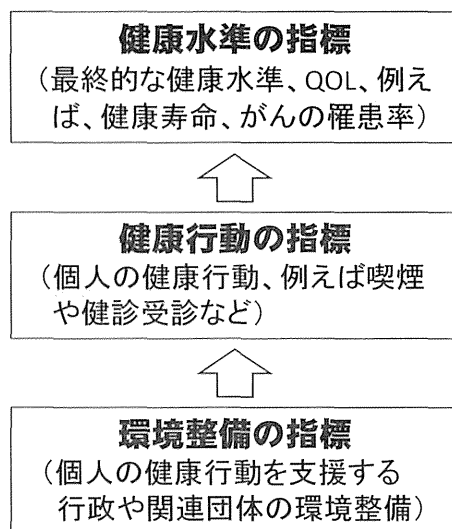 健康水準の指標
(最終的な健康水準、QOL、例え
ば、健康寿命、がんの罹患率)
健康行動の指標
(個人の健康行動、例えば喫煙
や健診受診など)
環境整備の指標
(個人の健康行動を支援する
行政や関連団体の環境整備)